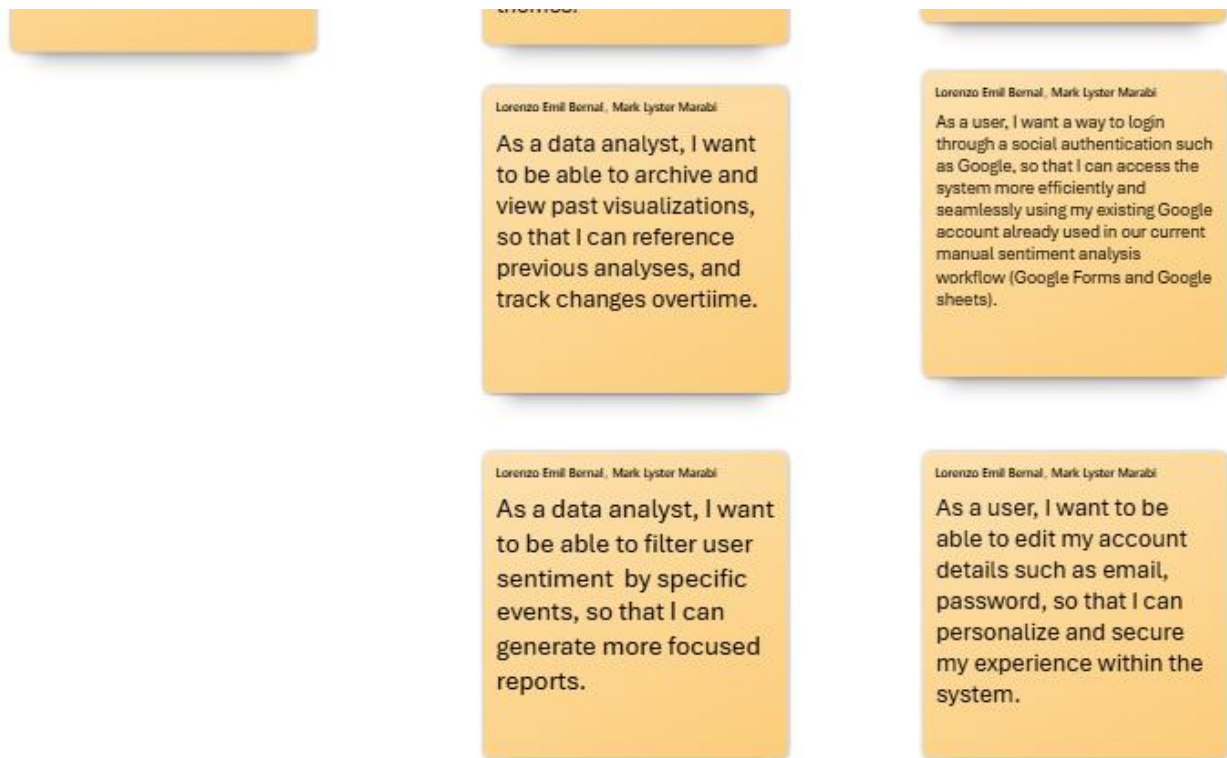 themes.
Lorenzo Emil Bernal, Mark Lyster Marabi
As a data analyst, I want
to be able to archive and
view past visualizations,
so that I can reference
previous analyses, and
track changes overtiime.
Lorenzo Emil Bernal, Mark Lyster Marabi
As a user, I want a way to login
through a social authentication such
as Google, so that I can access the
system more efficiently and
seamlessly using my existing Google
account already used in our current
manual sentiment analysis
workflow (Google Forms and Google
sheets).
Lorenzo Emil Bernal, Mark Lyster Marabi
As a data analyst, I want
to be able to filter user
sentiment by specific
events, so that I can
generate more focused
reports.
Lorenzo Emil Bernal, Mark Lyster Marabi
As a user, I want to be
able to edit my account
details such as email,
password, so that I can
personalize and secure
my experience within the
system.